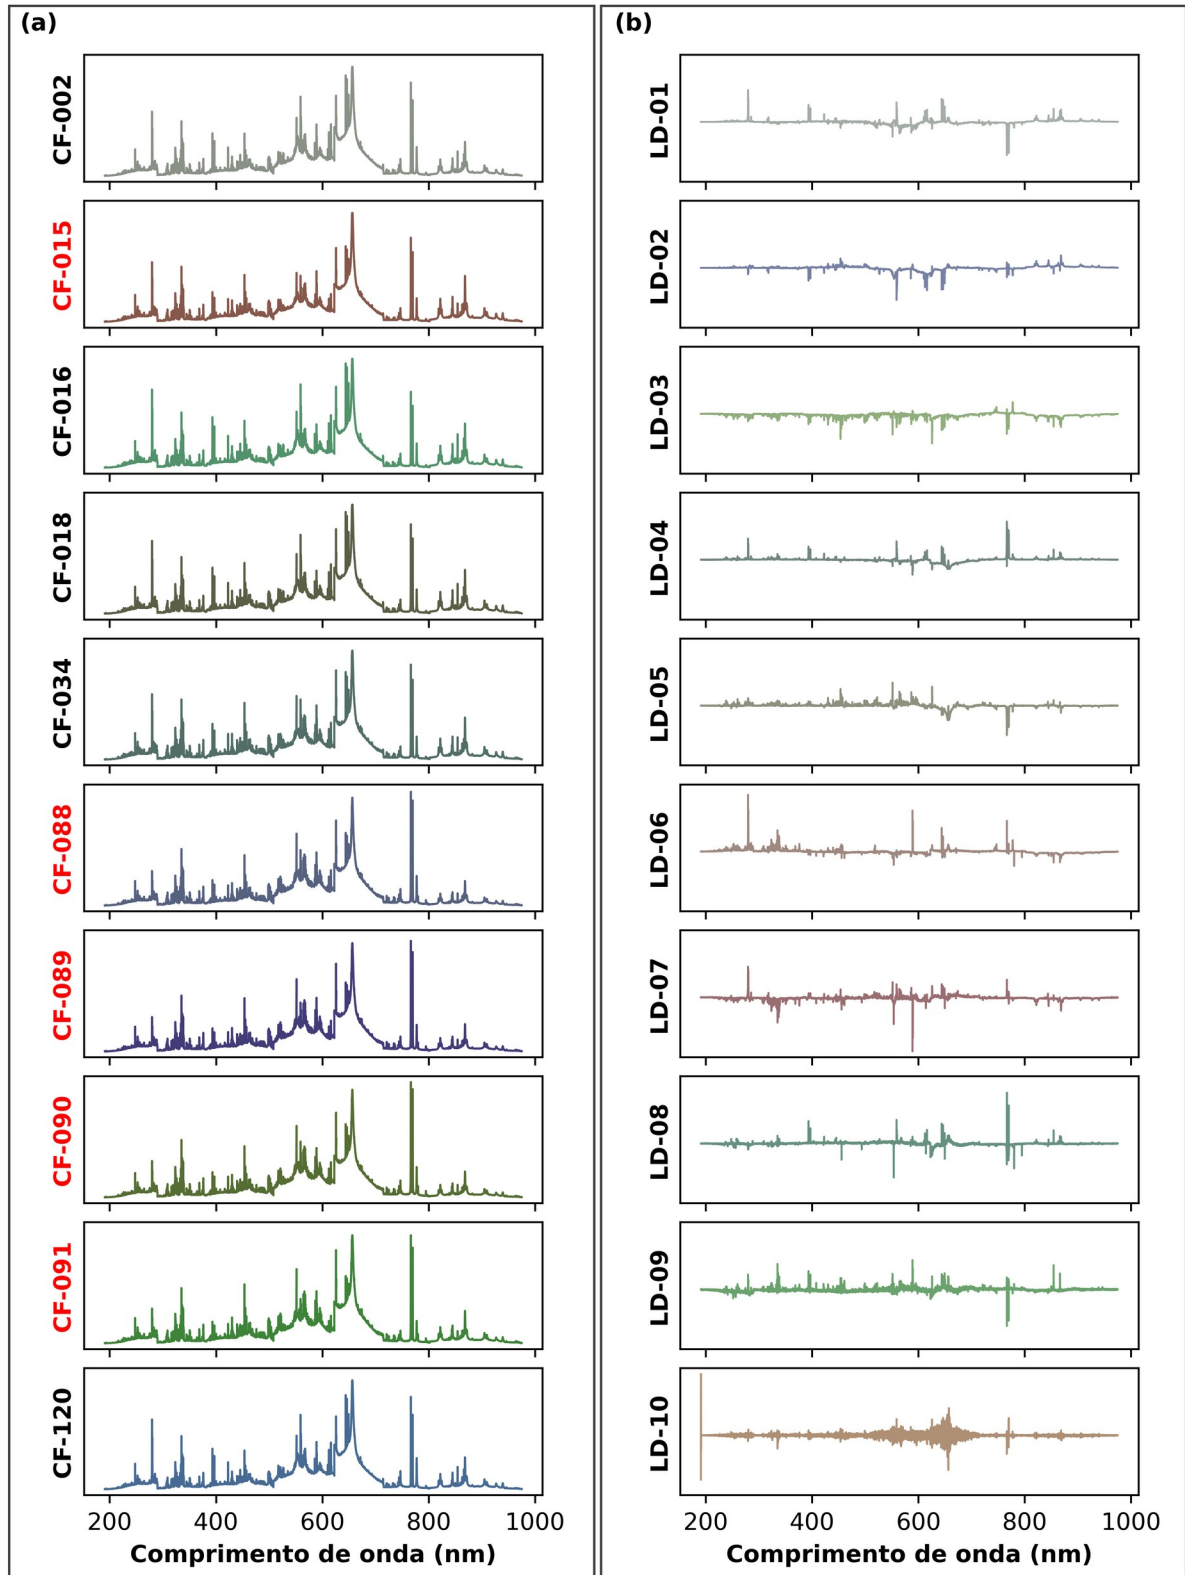 (a)
CF-002
CF-015
CF-016
CF-018
CF-034
CF-088
CF-089
CF-090
CF-091
CF-120
200 400 600 800 1000
Comprimento de onda (nm)
(b)
LD-01
LD-02
LD-03
LD-04
LD-05
LD-06
LD-07
LD-08
LD-09
LD-10
200 400 600 800 1000
Comprimento de onda (nm)